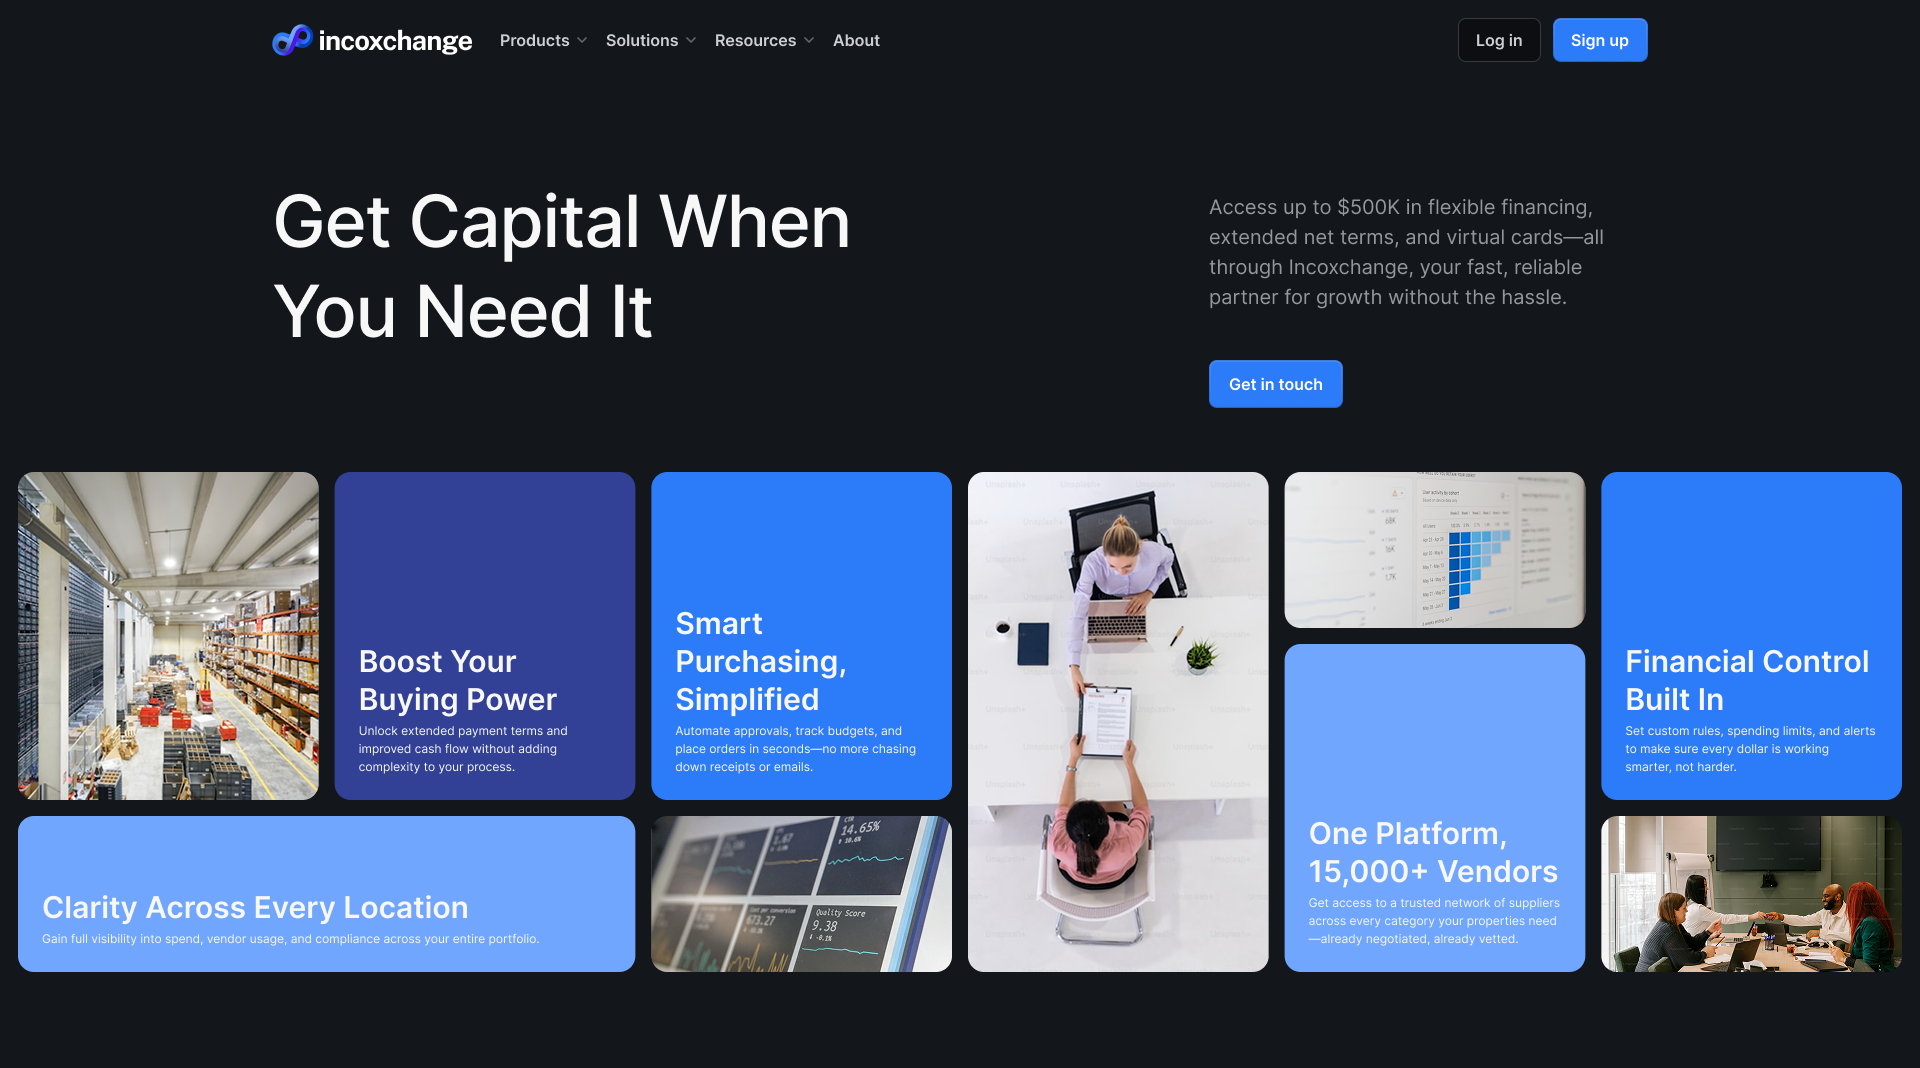 incoxchange
Products
Solutions
Resources
About
Log in
Sign up
Get Capital When
You Need It
Access up to $500K in flexible financing,
extended net terms, and virtual cards—all
through Incoxchange, your fast, reliable
partner for growth without the hassle.
Get in touch
Boost Your
Buying Power
Unlock extended payment terms and
improved cash flow without adding
complexity to your process.
Smart
Purchasing,
Simplified
Automate approvals, track budgets, and
place orders in seconds—no more chasing
down receipts or emails.
User activity by cohort
Financial Control
Built In
Set custom rules, spending limits, and alerts
to make sure every dollar is working
smarter, not harder.
Clarity Across Every Location
Gain full visibility into spend, vendor usage, and compliance across your entire portfolio.
14.65%
Cost per conversion
673.27
Quality Score
9.38
One Platform,
15,000+ Vendors
Get access to a trusted network of suppliers
across every category your properties need
—already negotiated, already vetted.